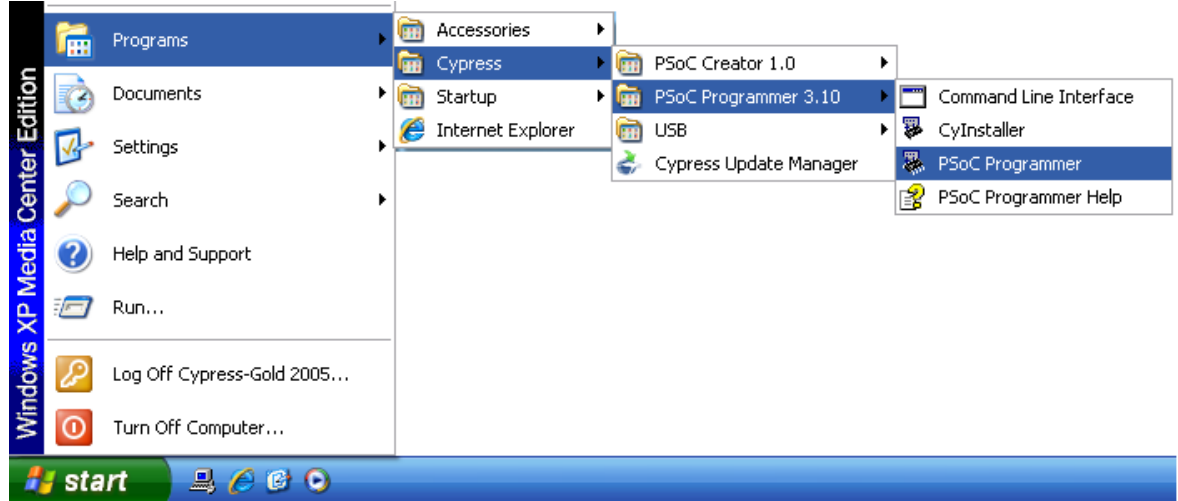 Programs
Documents
Settings
Search
Help and Support
Run...
Log Off Cypress-Gold 2005...
Turn Off Computer...
Windows XP Media Center Edition
start
Accessories
Cypress
Startup
Internet Explorer
PSoC Creator 1.0
PSoC Programmer 3.10
USB
Cypress Update Manager
Command Line Interface
CyInstaller
PSoC Programmer
PSoC Programmer Help